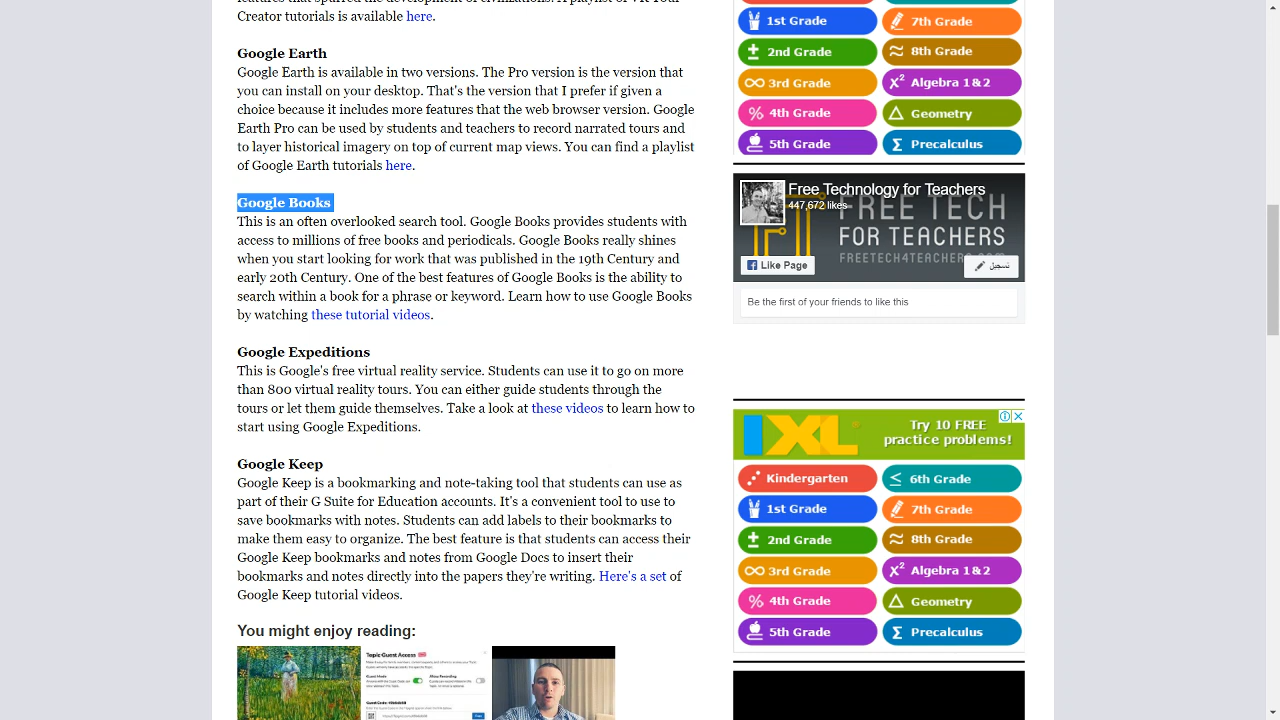 features that spurred the development of civilizations. A playlist of VR Tour
Creator tutorials is available here.
Google Earth
Google Earth is available in two versions. The Pro version is the version that
you can install on your desktop. That's the version that I prefer if given a
choice because it includes more features that the web browser version. Google
Earth Pro can be used by students and teachers to record narrated tours and
to layer historical imagery on top of current map views. You can find a playlist
of Google Earth tutorials here.
Google Books
This is an often overlooked search tool. Google Books provides students with
access to millions of free books and periodicals. Google Books really shines
when you start looking for work that was published in the 19th Century and
early 20th century. One of the best features of Google Books is the ability to
search within a book for a phrase or keyword. Learn how to use Google Books
by watching these tutorial videos.
Google Expeditions
This is Google's free virtual reality service. Students can use it to go on more
than 800 virtual reality tours. You can either guide students through the
tours or let them guide themselves. Take a look at these videos to learn how to
start using Google Expeditions.
Google Keep
Google Keep is a bookmarking and note-taking tool that students can use as
part of their G Suite for Education accounts. It's a convenient tool to use to
save bookmarks with notes. Students can add labels to their bookmarks to
make them easy to organize. The best feature is that students can access their
Google Keep bookmarks and notes from Google Docs to insert their
bookmarks and notes directly into the papers they're writing. Here's a set of
Google Keep tutorial videos.
You might enjoy reading:
Topic Guest Access
Guest Mode
Allow Recording
1st Grade
7th Grade
2nd Grade
8th Grade
3rd Grade
x² Algebra 1 & 2
% 4th Grade
Geometry
5th Grade
Σ Precalculus
Free Technology for Teachers
447,672 likes
FREE TECH
FOR TEACHERS
FREETECH4TEACHERS.COM
Like Page
تسجيل
Be the first of your friends to like this
IXL
Try 10 FREE
practice problems!
Kindergarten
≤ 6th Grade
1st Grade
7th Grade
2nd Grade
≈ 8th Grade
∞ 3rd Grade
x² Algebra 1 & 2
% 4th Grade
Geometry
5th Grade
Σ Precalculus